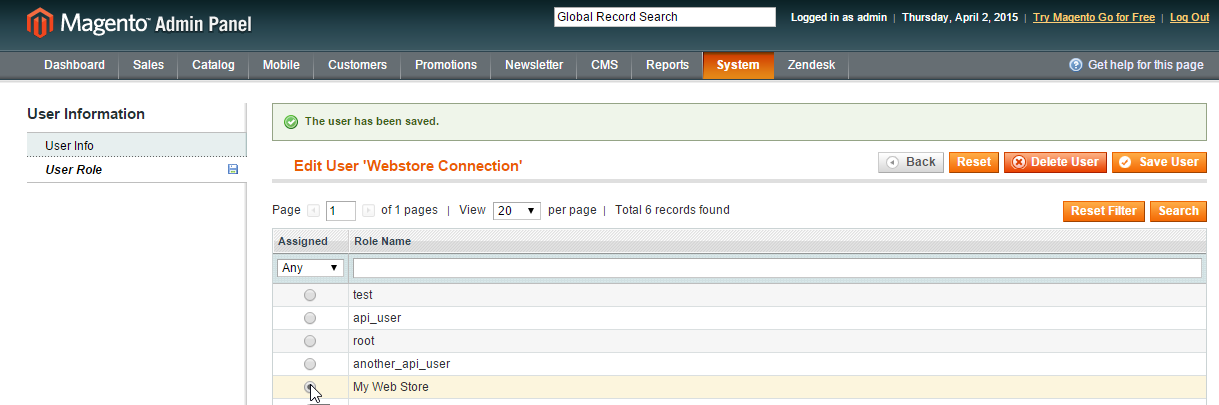 Magento Admin Panel Global Record Search Logged in as admin | Thursday, April 2, 2015 | Try Magento Go for Free | Log Out
Dashboard Sales Catalog Mobile Customers Promotions Newsletter CMS Reports System Zendesk Get help for this page
User Information
User Info
User Role
The user has been saved.
Edit User 'Webstore Connection' Back Reset Delete User Save User
Page 1 of 1 pages | View 20 per page | Total 6 records found Reset Filter Search
Assigned Role Name
Any
test
api_user
root
another_api_user
My Web Store